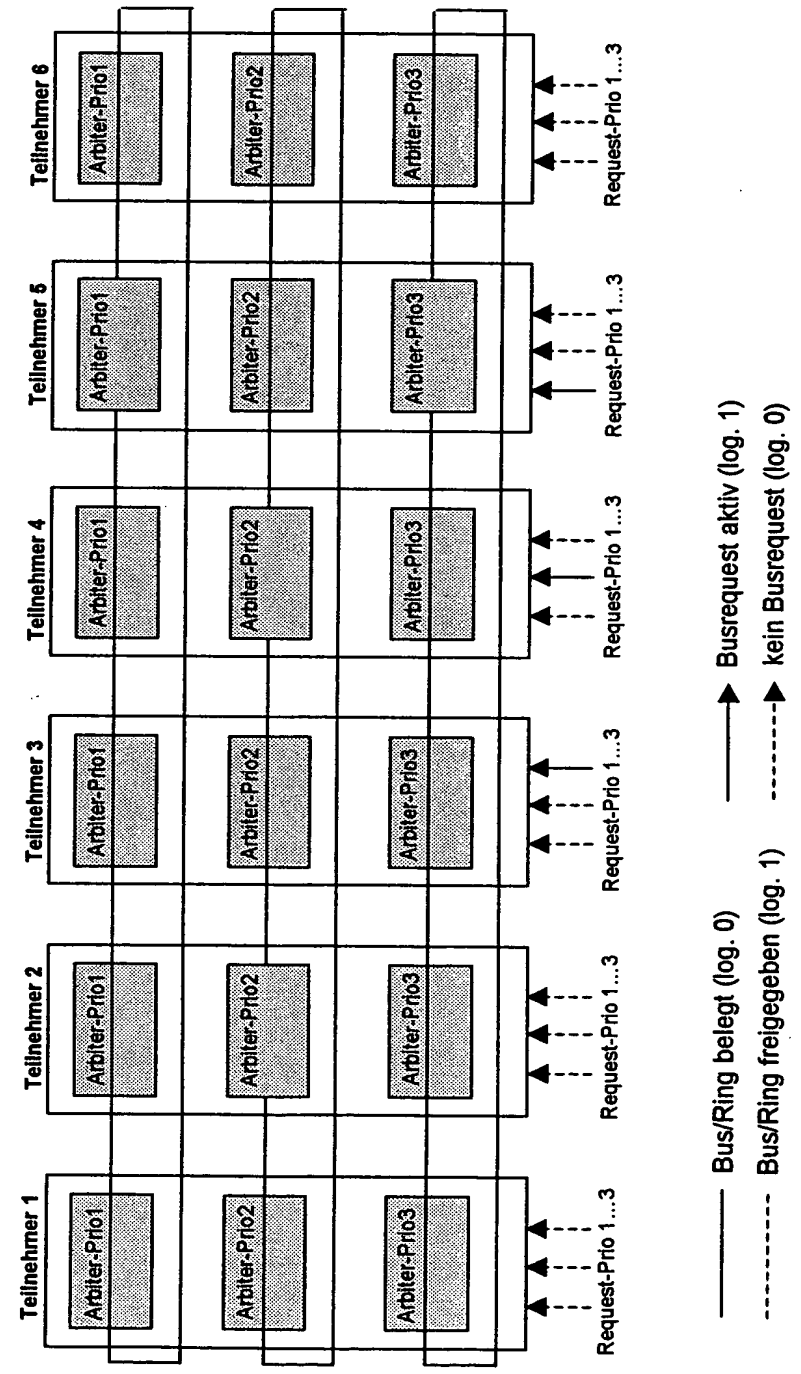 Teilnehmer 1
Arbiter-Prio1
Arbiter-Prio2
Arbiter-Prio3
Request-Prio 1...3
Teilnehmer 2
Arbiter-Prio1
Arbiter-Prio2
Arbiter-Prio3
Request-Prio 1...3
Teilnehmer 3
Arbiter-Prio1
Arbiter-Prio2
Arbiter-Prio3
Request-Prio 1...3
Teilnehmer 4
Arbiter-Prio1
Arbiter-Prio2
Arbiter-Prio3
Request-Prio 1...3
Teilnehmer 5
Arbiter-Prio1
Arbiter-Prio2
Arbiter-Prio3
Request-Prio 1...3
Teilnehmer 6
Arbiter-Prio1
Arbiter-Prio2
Arbiter-Prio3
Request-Prio 1...3
Bus/Ring belegt (log. 0)
Bus/Ring freigegeben (log. 1)
Busrequest aktiv (log. 1)
kein Busrequest (log. 0)